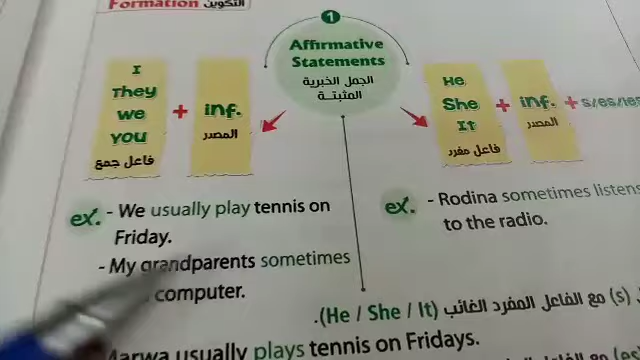 Formation التكوين
1
Affirmative
Statements
الجمل الخبرية
المثبتة
I
They
we
you
فاعل جمع
+
inf.
المصدر
He
She
It
فاعل مفرد
+
inf.
المصدر
+ s/es/ies
ex. - We usually play tennis on
Friday.
- My grandparents sometimes
computer.
ex. - Rodina sometimes listens
to the radio.
(s) مع الفاعل المفرد الغائب (He / She / It).
Marwa usually plays tennis on Fridays.